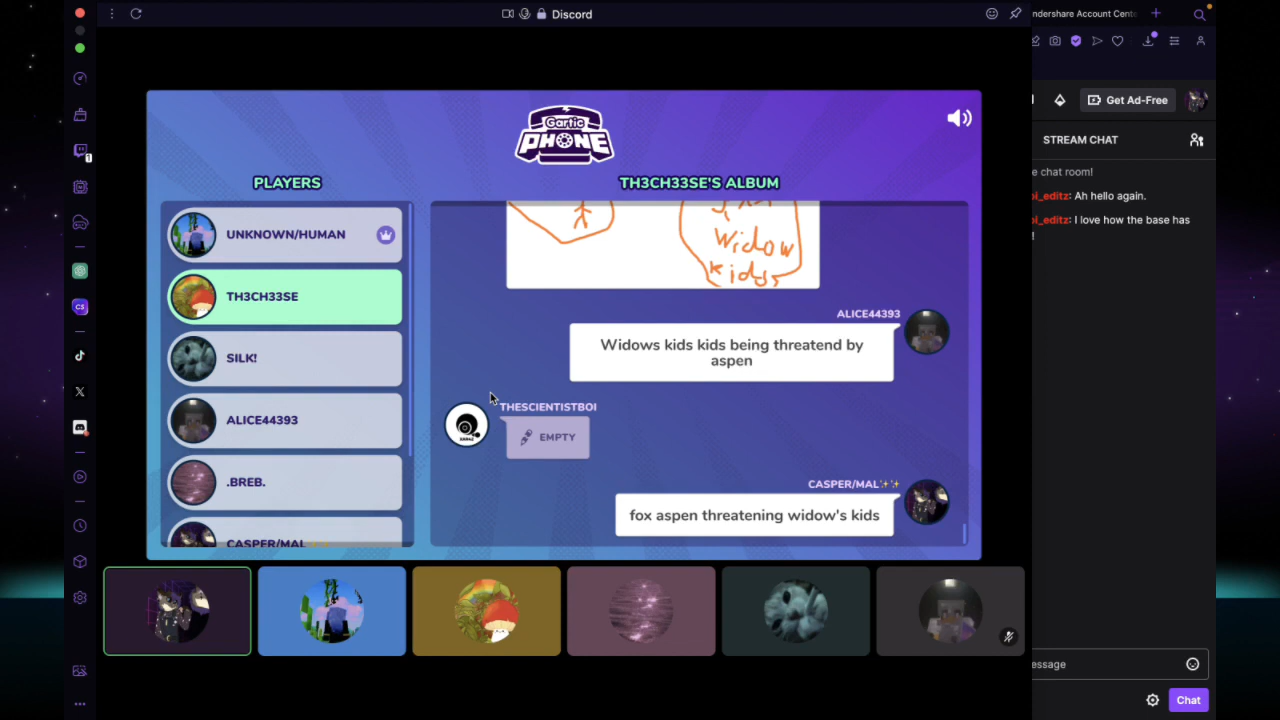 Discord
ndershare Account Cente
Get Ad-Free
STREAM CHAT
e chat room!
oi_editz: Ah hello again.
oi_editz: I love how the base has
!
Gartic
PHONE
PLAYERS
UNKNOWN/HUMAN
TH3CH33SE
SILK!
ALICE44393
.BREB.
CASPER/MAL✨✨
TH3CH33SE'S ALBUM
Widow
kids
ALICE44393
Widows kids kids being threatend by
aspen
THESCIENTISTBOI
EMPTY
CASPER/MAL✨✨
fox aspen threatening widow's kids
essage
Chat
1
CS